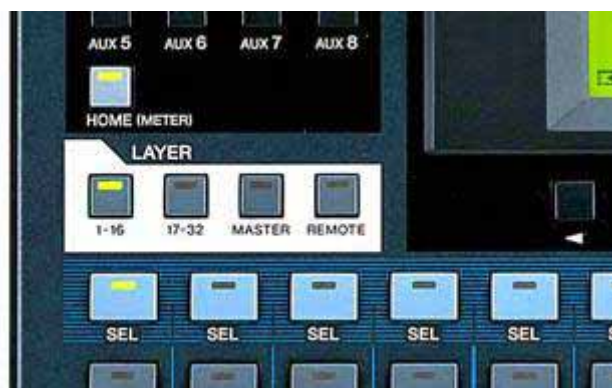 AUX 5 AUX 6 AUX 7 AUX 8
HOME (METER)
LAYER
1-16 17-32 MASTER REMOTE
SEL SEL SEL SEL SEL